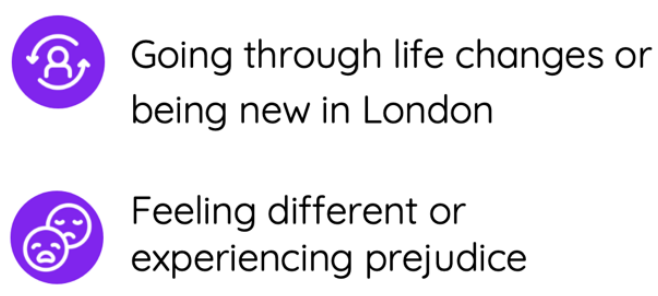 Going through life changes or
being new in London
Feeling different or
experiencing prejudice